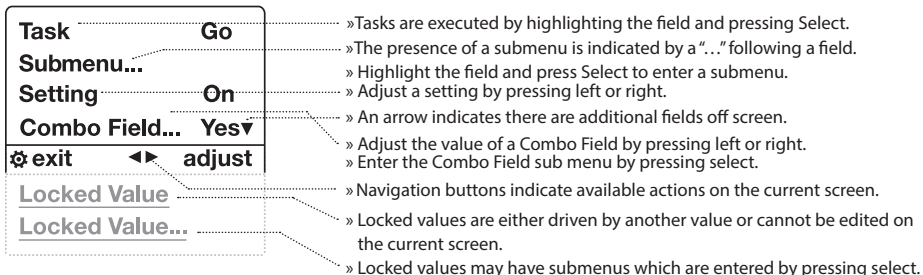 Task Go
Submenu...
Setting On
Combo Field... Yes▼
⚙ exit ◄► adjust
Locked Value
Locked Value...
»Tasks are executed by highlighting the field and pressing Select.
»The presence of a submenu is indicated by a “…” following a field.
» Highlight the field and press Select to enter a submenu.
» Adjust a setting by pressing left or right.
» An arrow indicates there are additional fields off screen.
» Adjust the value of a Combo Field by pressing left or right.
» Enter the Combo Field sub menu by pressing select.
» Navigation buttons indicate available actions on the current screen.
» Locked values are either driven by another value or cannot be edited on
the current screen.
» Locked values may have submenus which are entered by pressing select.